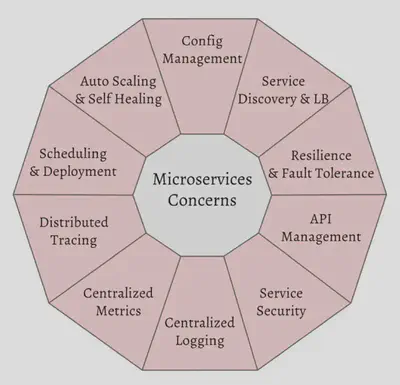 Config
Management
Service
Discovery & LB
Resilience
& Fault Tolerance
API
Management
Service
Security
Centralized
Logging
Centralized
Metrics
Distributed
Tracing
Scheduling
& Deployment
Auto Scaling
& Self Healing
Microservices
Concerns